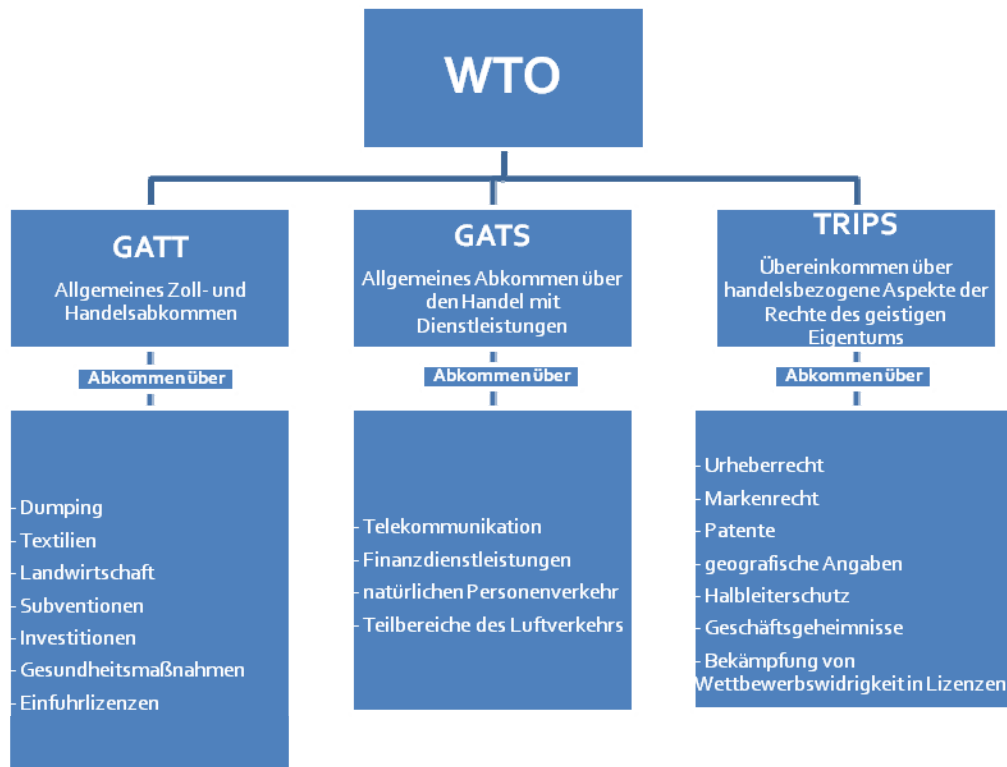 WTO
GATT
Allgemeines Zoll- und
Handelsabkommen
GATS
Allgemeines Abkommen über
den Handel mit
Dienstleistungen
TRIPS
Übereinkommen über
handelsbezogene Aspekte der
Rechte des geistigen
Eigentums
Abkommen über
Abkommen über
Abkommen über
- Dumping
- Textilien
- Landwirtschaft
- Subventionen
- Investitionen
- Gesundheitsmaßnahmen
- Einfuhrlizenzen
- Telekommunikation
- Finanzdienstleistungen
- natürlichen Personenverkehr
- Teilbereiche des Luftverkehrs
- Urheberrecht
- Markenrecht
- Patente
- geografische Angaben
- Halbleiterschutz
- Geschäftsgeheimnisse
- Bekämpfung von
Wettbewerbswidrigkeit in Lizenzen